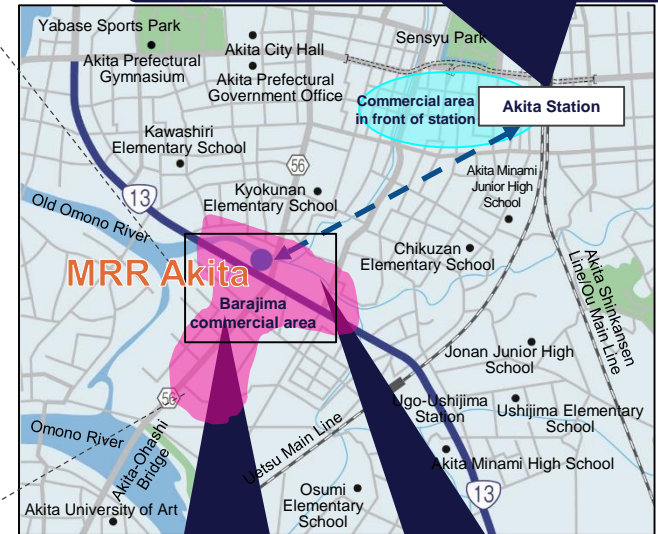 Yabase Sports Park
Akita Prefectural
Gymnasium
Akita City Hall
Akita Prefectural
Government Office
Sensyu Park
Commercial area
in front of station
Akita Station
Kawashiri
Elementary School
56
Kyokunan
Elementary School
Akita Minami
Junior High
School
13
Old Omono River
MRR Akita
Chikuzan
Elementary School
Barajima
commercial area
Akita Shinkansen
Line/Ou Main Line
Jonan Junior High
School
56
Ugo-Ushijima
Station
Ushijima Elementary
School
Omono River
Akita-Ohashi
Bridge
Uetsu Main Line
Akita Minami High School
Akita University of Art
Osumi
Elementary
School
13